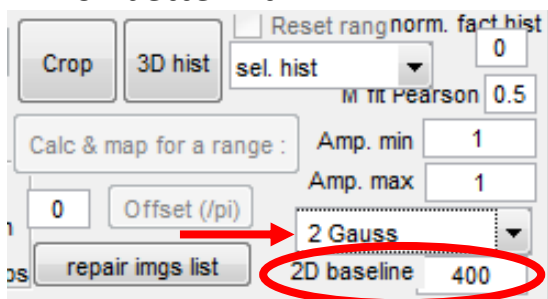 Reset rang norm. fact hist
Crop 3D hist sel. hist 0
M fit Pearson 0.5
Calc & map for a range : Amp. min 1
Amp. max 1
0 Offset (/pi) 2 Gauss
repair imgs list 2D baseline 400